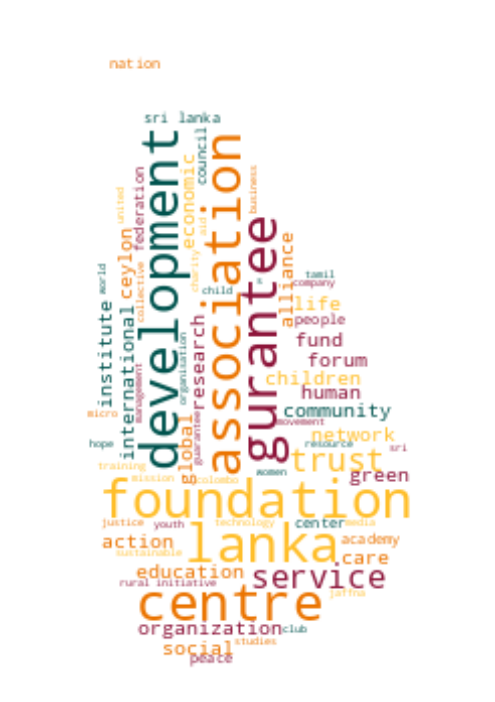 nation
sri lanka
development
association
gurantee
council
economic
business
federation
united
aid
charity
ceylon
collective
world
child
s
tamil
company
alliance
life
people
institute
international
management
organisation
research
guarantee
fund
forum
children
human
community
micro
movement
network
hope
global
resource
sri
training
trust
women
mission
colombo
green
foundation
justice
youth
technology
center
media
action
lanka
academy
sustainable
care
education
service
rural
initiative
jaffna
centre
organization
club
social
studies
peace